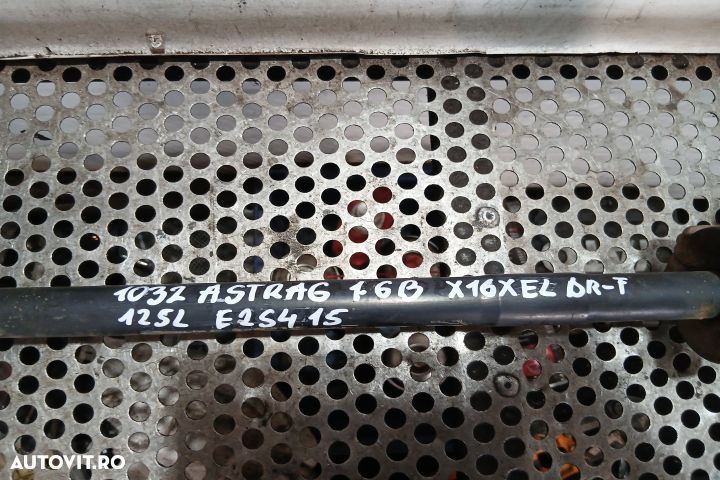 1032 ASTRAG 1.6B X16XEL DR-F
125L E25415
AUTOVIT.RO